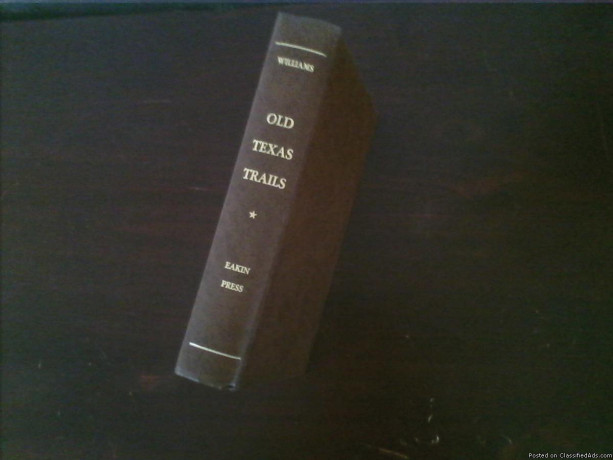 WILLIAMS
OLD
TEXAS
TRAILS
EAKIN
PRESS
Posted on ClassifiedAds.com